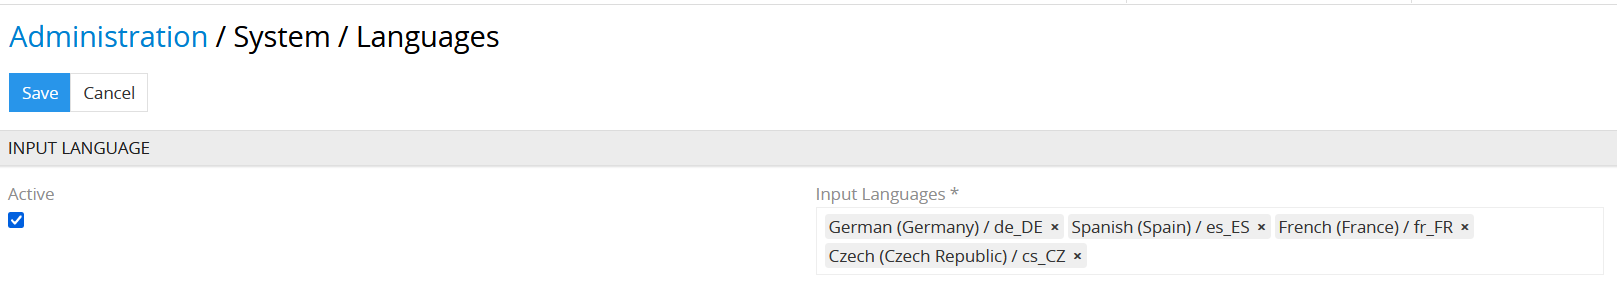 Administration / System / Languages
Save Cancel
INPUT LANGUAGE
Active
Input Languages *
German (Germany) / de_DE × Spanish (Spain) / es_ES × French (France) / fr_FR ×
Czech (Czech Republic) / cs_CZ ×